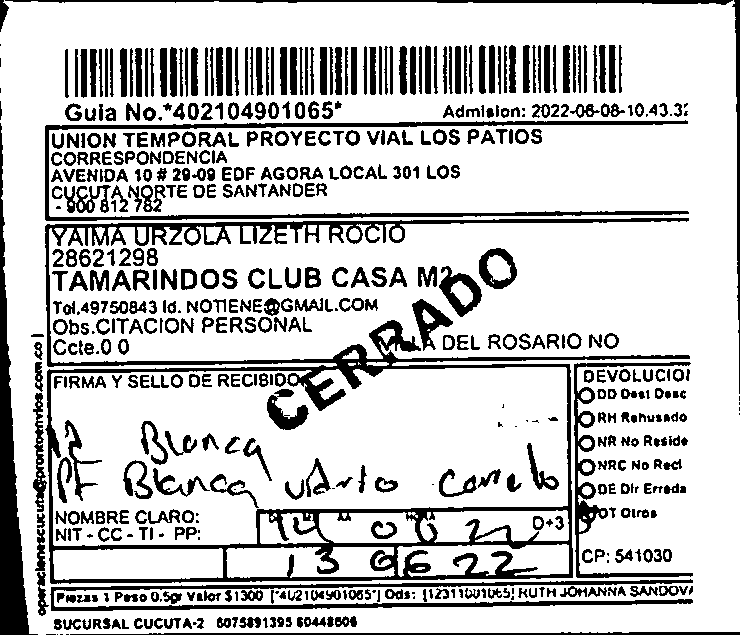 Guia No.*402104901065*
Admision: 2022-06-08-10.43.32
UNION TEMPORAL PROYECTO VIAL LOS PATIOS
CORRESPONDENCIA
AVENIDA 10 # 29-09 EDF AGORA LOCAL 301 LOS
CUCUTA NORTE DE SANTANDER
- 900 812 782
YAIMA URZOLA LIZETH ROCIO
28621298
TAMARINDOS CLUB CASA M2
Tel.49750843 Id. NOTIENE@GMAIL.COM
Obs.CITACION PERSONAL
Ccte.0 0
VILLA DEL ROSARIO NO
CERRADO
FIRMA Y SELLO DE RECIBIDO
Blanca
PF Blanca vidrio
NOMBRE CLARO:
NIT - CC - TI - PP:
14 06 22 D+3
13 06 22
DEVOLUCIO
DD Dest Desc
RH Rehusado
NR No Reside
NRC No Recl
DE Dir Errada
OT Otros
CP: 541030
operacionescucuta@prontoenvios.com.co
Piezas 1 Peso 0.5gr Valor $1300 [*402104901065*] Ods: [12311001065] RUTH JOHANNA SANDOVA
SUCURSAL CUCUTA-2 6075891395 60448606